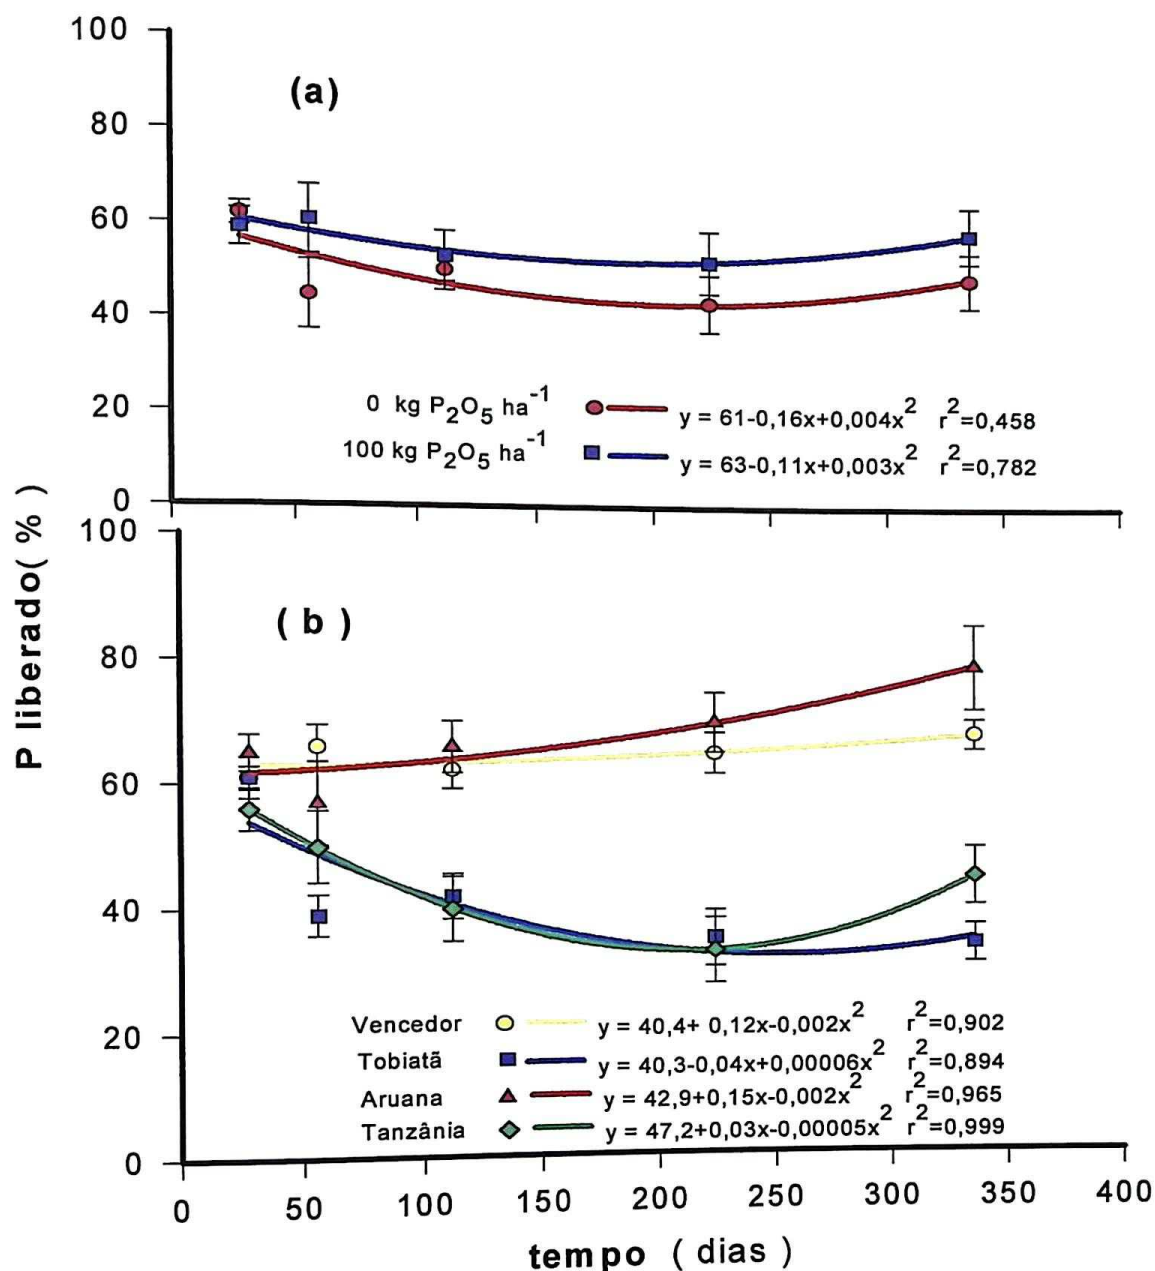 100
(a)
80
60
40
20
0 kg P2O5 ha-1 y = 61-0,16x+0,004x2 r2=0,458
100 kg P2O5 ha-1 y = 63-0,11x+0,003x2 r2=0,782
0
P liberado( % )
100
( b )
80
60
40
20
Vencedor y = 40,4+ 0,12x-0,002x2 r2=0,902
Tobiatã y = 40,3-0,04x+0,00006x2 r2=0,894
Aruana y = 42,9+0,15x-0,002x2 r2=0,965
Tanzânia y = 47,2+0,03x-0,00005x2 r2=0,999
0
0 50 100 150 200 250 300 350 400
tempo ( dias )